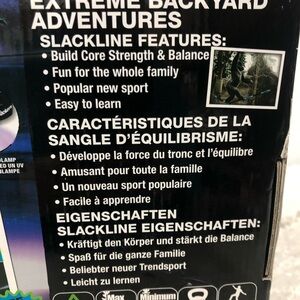 EXTREME BACKYARD
ADVENTURES
SLACKLINE FEATURES:
• Build Core Strength & Balance
• Fun for the whole family
• Popular new sport
• Easy to learn
CARACTÉRISTIQUES DE LA
SANGLE D'ÉQUILIBRISME:
• Développe la force du tronc et l'équilibre
• Amusant pour toute la famille
• Un nouveau sport populaire
• Facile à apprendre
EIGENSCHAFTEN
SLACKLINE EIGENSCHAFTEN:
• Kräftigt den Körper und stärkt die Balance
• Spaß für die ganze Familie
• Beliebter neuer Trendsport
• Leicht zu lernen
Max
Minimum